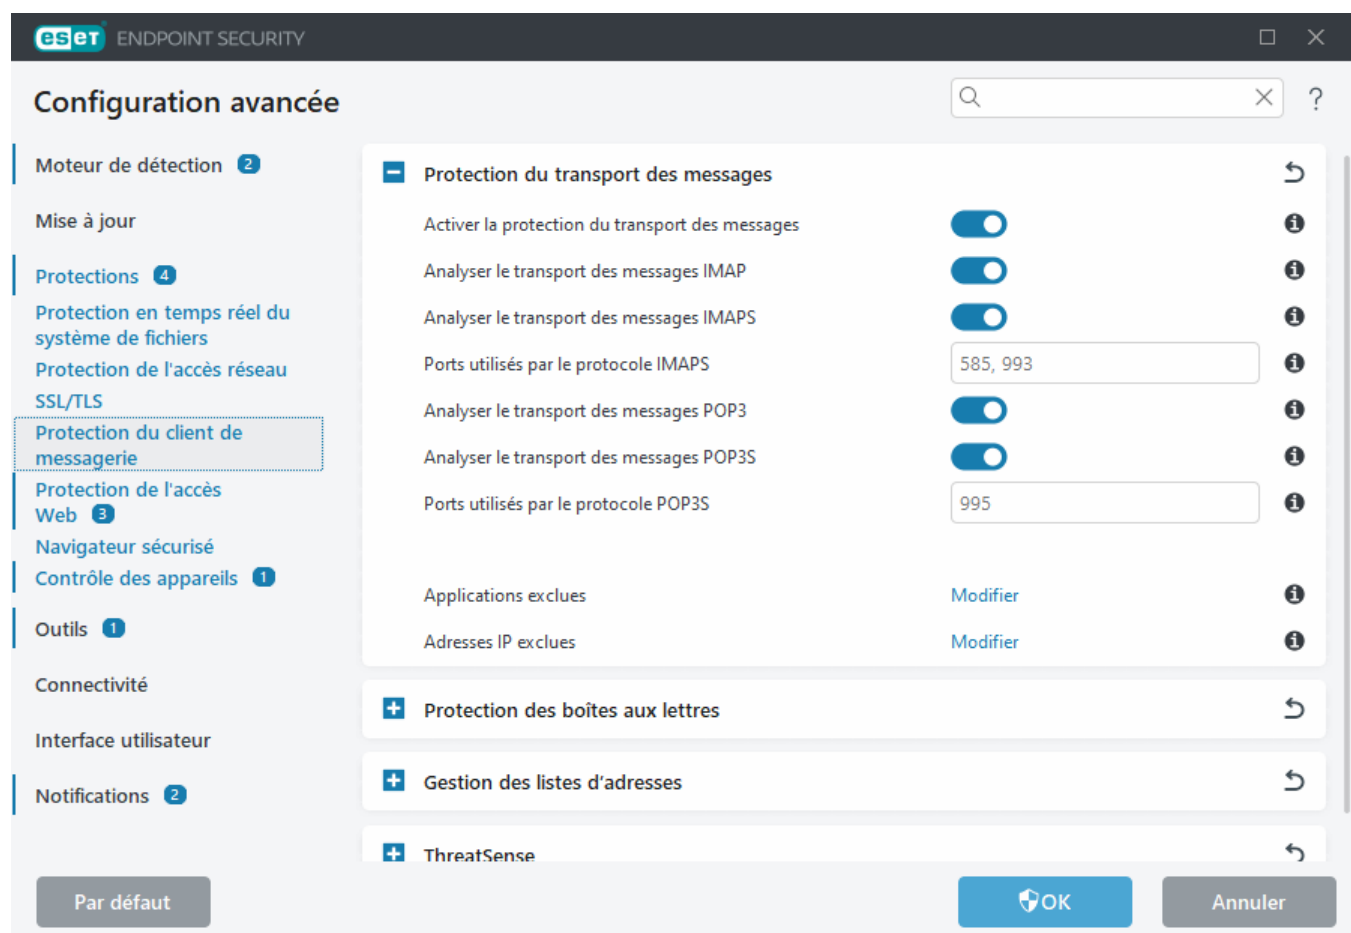 eset ENDPOINT SECURITY
Configuration avancée
?
Moteur de détection 2
Mise à jour
Protections 4
Protection en temps réel du
système de fichiers
Protection de l'accès réseau
SSL/TLS
Protection du client de
messagerie
Protection de l'accès
Web 3
Navigateur sécurisé
Contrôle des appareils 1
Outils 1
Connectivité
Interface utilisateur
Notifications 2
Protection du transport des messages
Activer la protection du transport des messages
Analyser le transport des messages IMAP
Analyser le transport des messages IMAPS
Ports utilisés par le protocole IMAPS 585, 993
Analyser le transport des messages POP3
Analyser le transport des messages POP3S
Ports utilisés par le protocole POP3S 995
Applications exclues Modifier
Adresses IP exclues Modifier
Protection des boîtes aux lettres
Gestion des listes d'adresses
ThreatSense
Par défaut OK Annuler